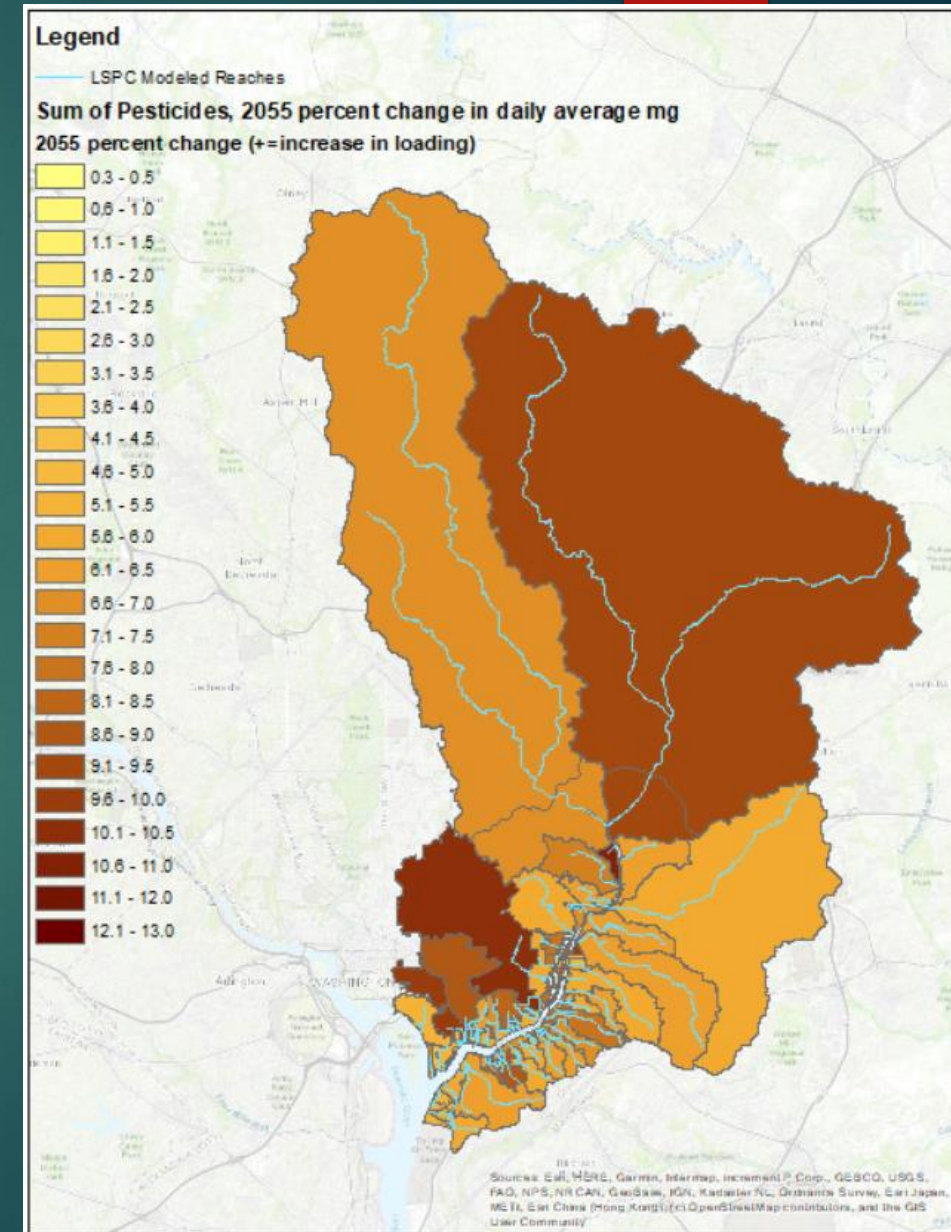 Legend
LSPC Modeled Reaches
Sum of Pesticides, 2055 percent change in daily average mg
2055 percent change (+=increase in loading)
0.3 - 0.5
0.6 - 1.0
1.1 - 1.5
1.6 - 2.0
2.1 - 2.5
2.6 - 3.0
3.1 - 3.5
3.6 - 4.0
4.1 - 4.5
4.6 - 5.0
5.1 - 5.5
5.6 - 6.0
6.1 - 6.5
6.6 - 7.0
7.1 - 7.5
7.6 - 8.0
8.1 - 8.5
8.6 - 9.0
9.1 - 9.5
9.6 - 10.0
10.1 - 10.5
10.6 - 11.0
11.1 - 12.0
12.1 - 13.0
Olney
Laurel
Aspen Hill
North
Bethesda
Bethesda
Arlington
WASHINGTON
Sources: Esri, HERE, Garmin, Intermap, increment P Corp., GEBCO, USGS,
FAO, NPS, NRCAN, GeoBase, IGN, Kadaster NL, Ordnance Survey, Esri Japan,
METI, Esri China (Hong Kong), (c) OpenStreetMap contributors, and the GIS
User Community